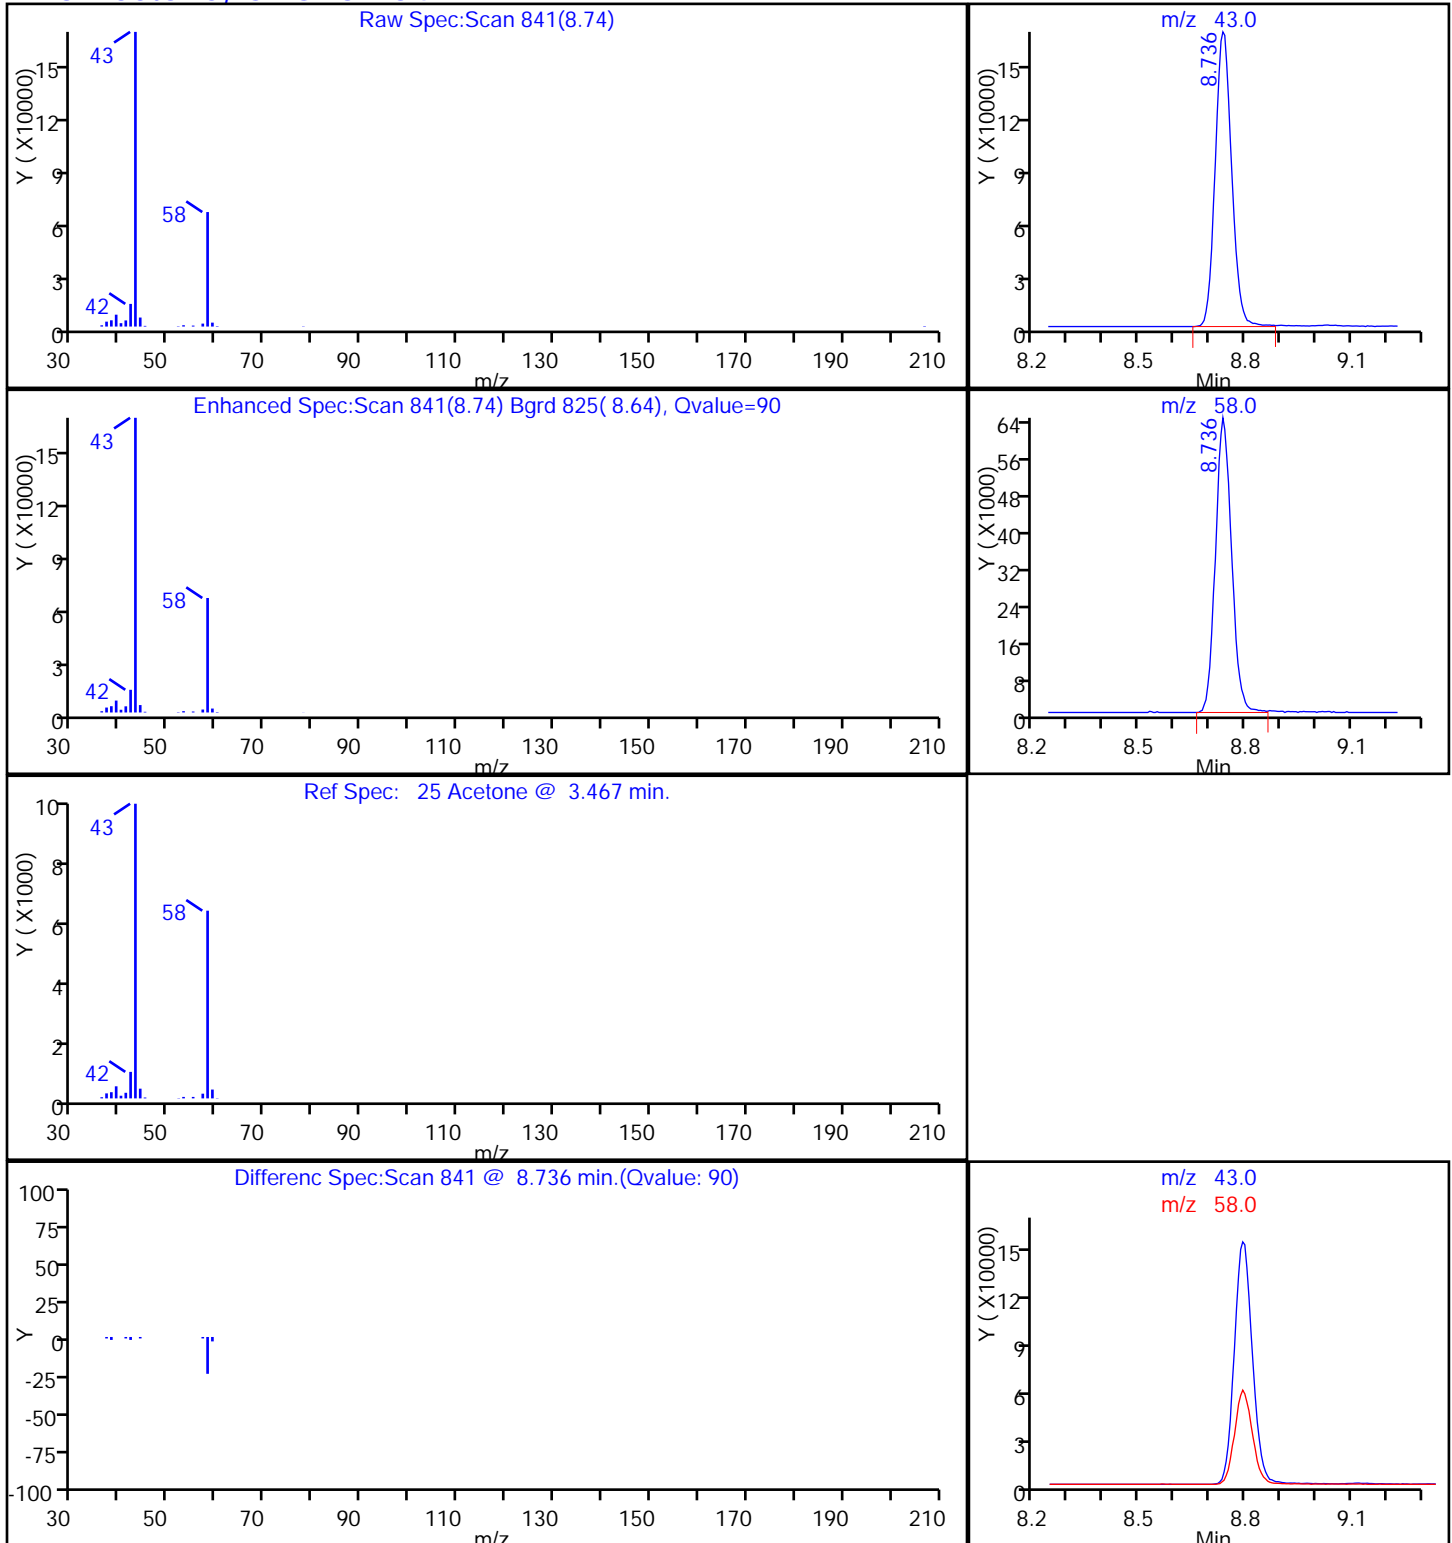 Raw Spec:Scan 841(8.74)
43
58
42
Y ( X10000)
15
12
9
6
3
0
30 50 70 90 110 130 150 170 190 210
m/z
m/z 43.0
8.736
Y ( X10000)
15
12
9
6
3
0
8.2 8.5 8.8 9.1
Min
Enhanced Spec:Scan 841(8.74) Bgrd 825( 8.64), Qvalue=90
43
58
42
Y ( X10000)
15
12
9
6
3
0
30 50 70 90 110 130 150 170 190 210
m/z
m/z 58.0
8.736
Y ( X1000)
64
56
48
40
32
24
16
8
0
8.2 8.5 8.8 9.1
Min
Ref Spec: 25 Acetone @ 3.467 min.
43
58
42
Y ( X1000)
10
8
6
4
2
0
30 50 70 90 110 130 150 170 190 210
m/z
Differenc Spec:Scan 841 @ 8.736 min.(Qvalue: 90)
Y
100
75
50
25
0
-25
-50
-75
-100
30 50 70 90 110 130 150 170 190 210
m/z
m/z 43.0
m/z 58.0
Y ( X10000)
15
12
9
6
3
0
8.2 8.5 8.8 9.1
Min